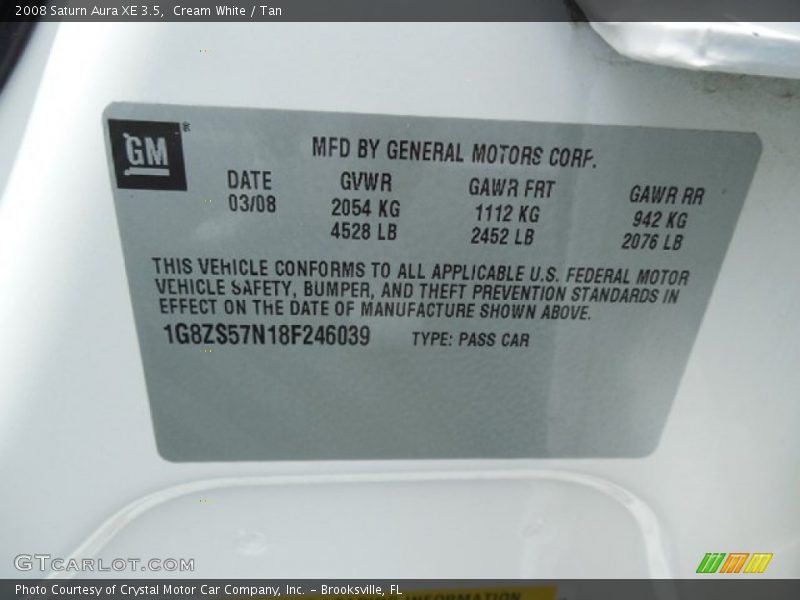 2008 Saturn Aura XE 3.5,  Cream White / Tan
GM®
MFD BY GENERAL MOTORS CORP.
DATE GVWR GAWR FRT GAWR RR
03/08 2054 KG 1112 KG 942 KG
4528 LB 2452 LB 2076 LB
THIS VEHICLE CONFORMS TO ALL APPLICABLE U.S. FEDERAL MOTOR
VEHICLE SAFETY, BUMPER, AND THEFT PREVENTION STANDARDS IN
EFFECT ON THE DATE OF MANUFACTURE SHOWN ABOVE.
1G8ZS57N18F246039 TYPE: PASS CAR
GTCARLOT.COM
Photo Courtesy of Crystal Motor Car Company, Inc. – Brooksville, FL
INFORMATION